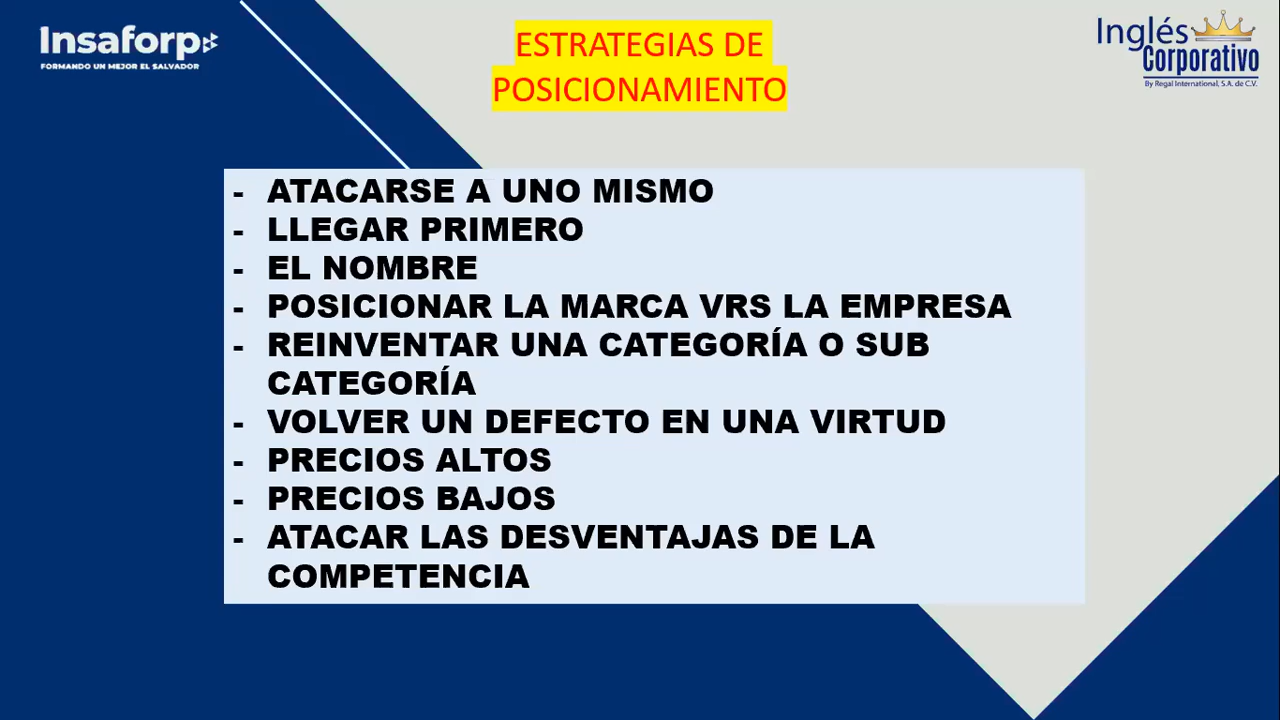 Insaforp
FORMANDO UN MEJOR EL SALVADOR
ESTRATEGIAS DE
POSICIONAMIENTO
Inglés
Corporativo
By Regal International, S.A. de C.V.
- ATACARSE A UNO MISMO
- LLEGAR PRIMERO
- EL NOMBRE
- POSICIONAR LA MARCA VRS LA EMPRESA
- REINVENTAR UNA CATEGORÍA O SUB
CATEGORÍA
- VOLVER UN DEFECTO EN UNA VIRTUD
- PRECIOS ALTOS
- PRECIOS BAJOS
- ATACAR LAS DESVENTAJAS DE LA
COMPETENCIA